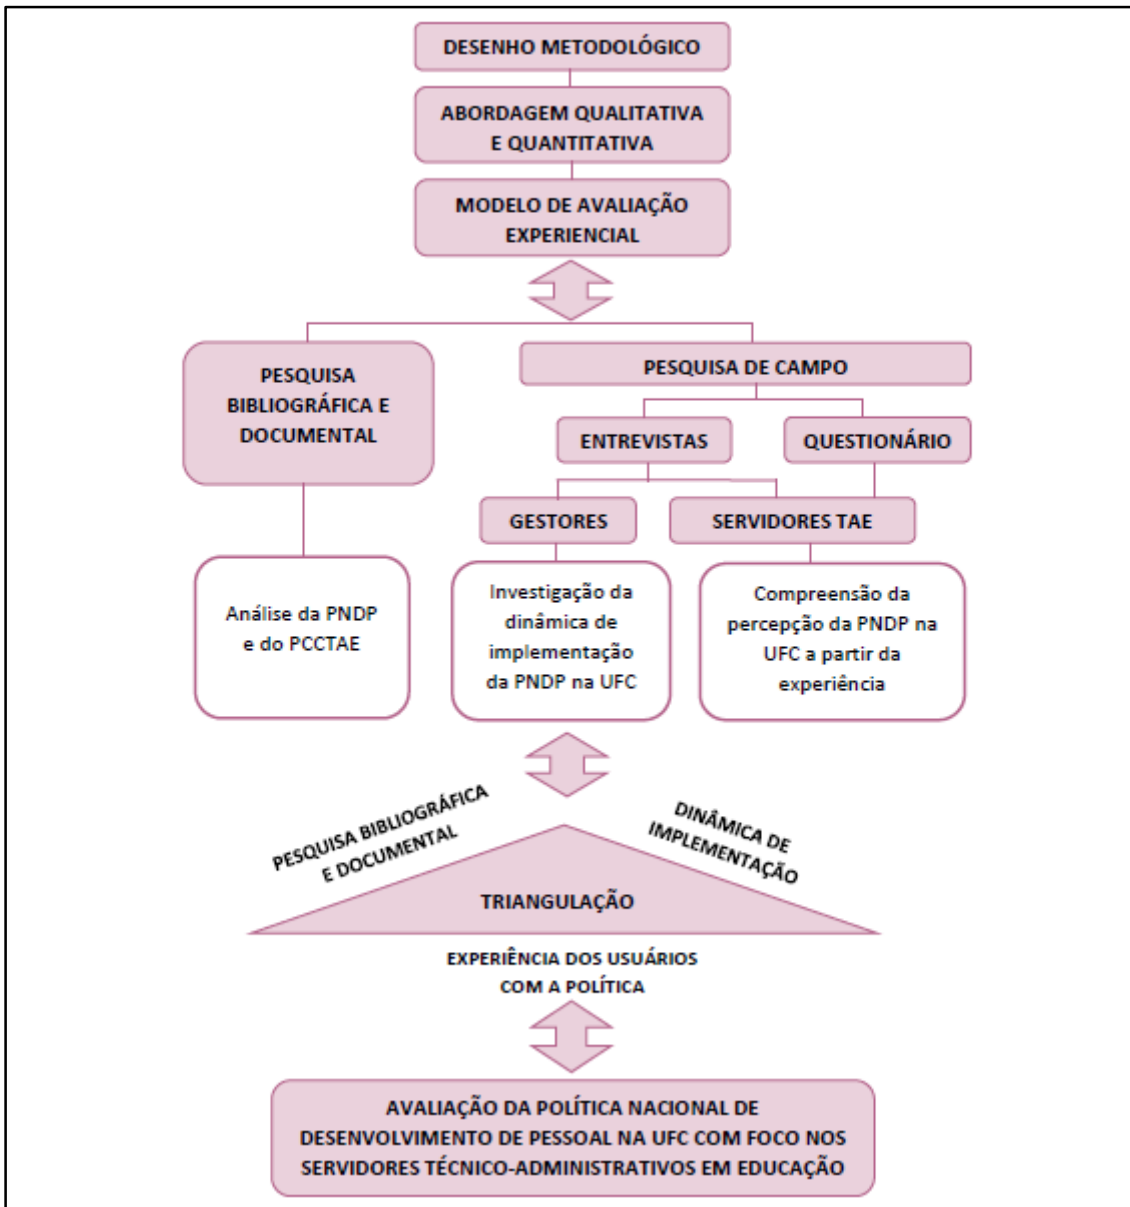 DESENHO METODOLÓGICO
ABORDAGEM QUALITATIVA
E QUANTITATIVA
MODELO DE AVALIAÇÃO
EXPERIENCIAL
PESQUISA
BIBLIOGRÁFICA E
DOCUMENTAL
PESQUISA DE CAMPO
ENTREVISTAS
QUESTIONÁRIO
GESTORES
SERVIDORES TAE
Análise da PNDP
e do PCCTAE
Investigação da
dinâmica de
implementação
da PNDP na UFC
Compreensão da
percepção da PNDP na
UFC a partir da
experiência
PESQUISA BIBLIOGRÁFICA
E DOCUMENTAL
DINÂMICA DE
IMPLEMENTAÇÃO
TRIANGULAÇÃO
EXPERIÊNCIA DOS USUÁRIOS
COM A POLÍTICA
AVALIAÇÃO DA POLÍTICA NACIONAL DE
DESENVOLVIMENTO DE PESSOAL NA UFC COM FOCO NOS
SERVIDORES TÉCNICO-ADMINISTRATIVOS EM EDUCAÇÃO